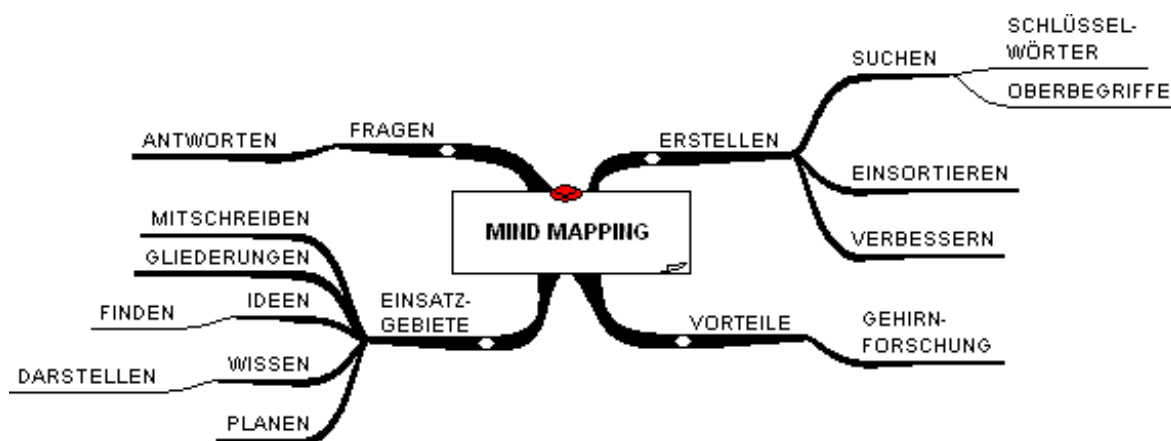 SCHLÜSSEL-
WÖRTER
SUCHEN
OBERBEGRIFFE
FRAGEN
ANTWORTEN
ERSTELLEN
EINSORTIEREN
MIND MAPPING
MITSCHREIBEN
VERBESSERN
GLIEDERUNGEN
IDEEN
FINDEN
EINSATZ-
GEBIETE
VORTEILE
GEHIRN-
FORSCHUNG
WISSEN
DARSTELLEN
PLANEN